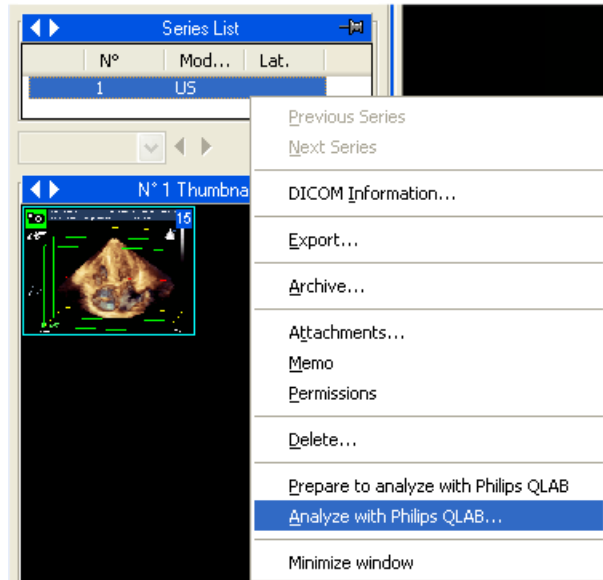 Series List
N° Mod... Lat.
1 US
Previous Series
Next Series
N° 1 Thumbna
15
DICOM Information...
Export...
Archive...
Attachments...
Memo
Permissions
Delete...
Prepare to analyze with Philips QLAB
Analyze with Philips QLAB...
Minimize window